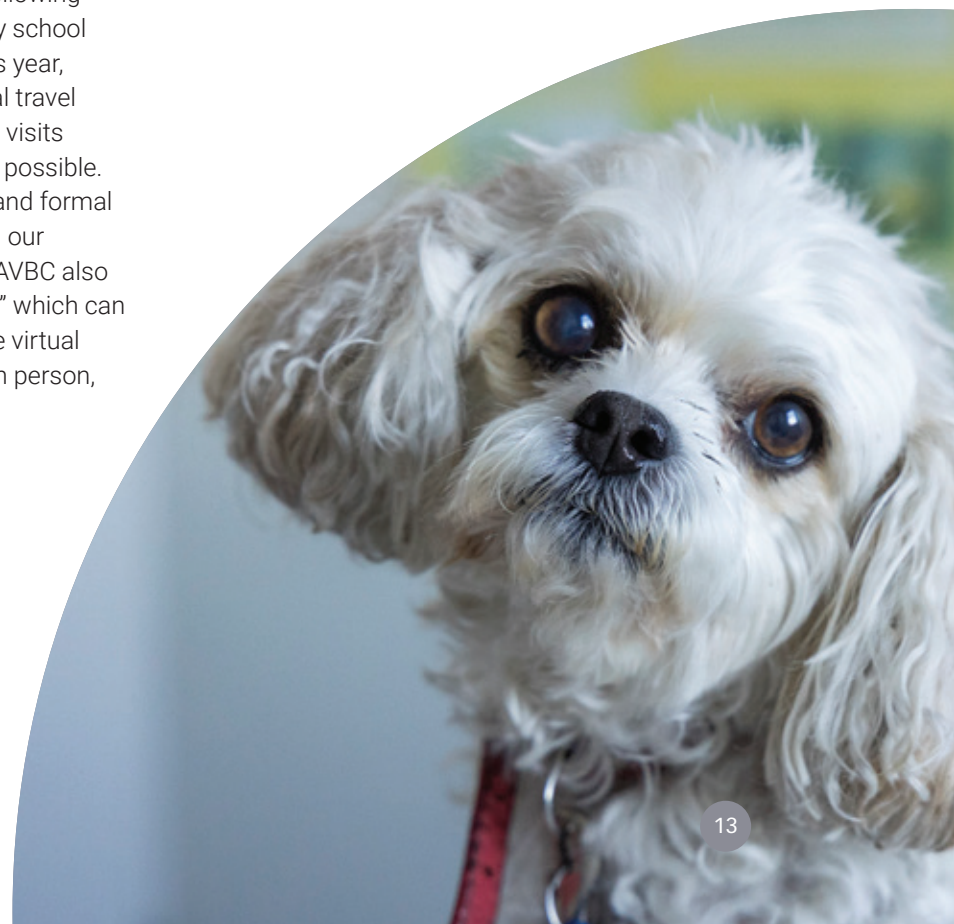 y school
s year,
al travel
visits
possible.
and formal
our
AVBC also
” which can
e virtual
n person,
13